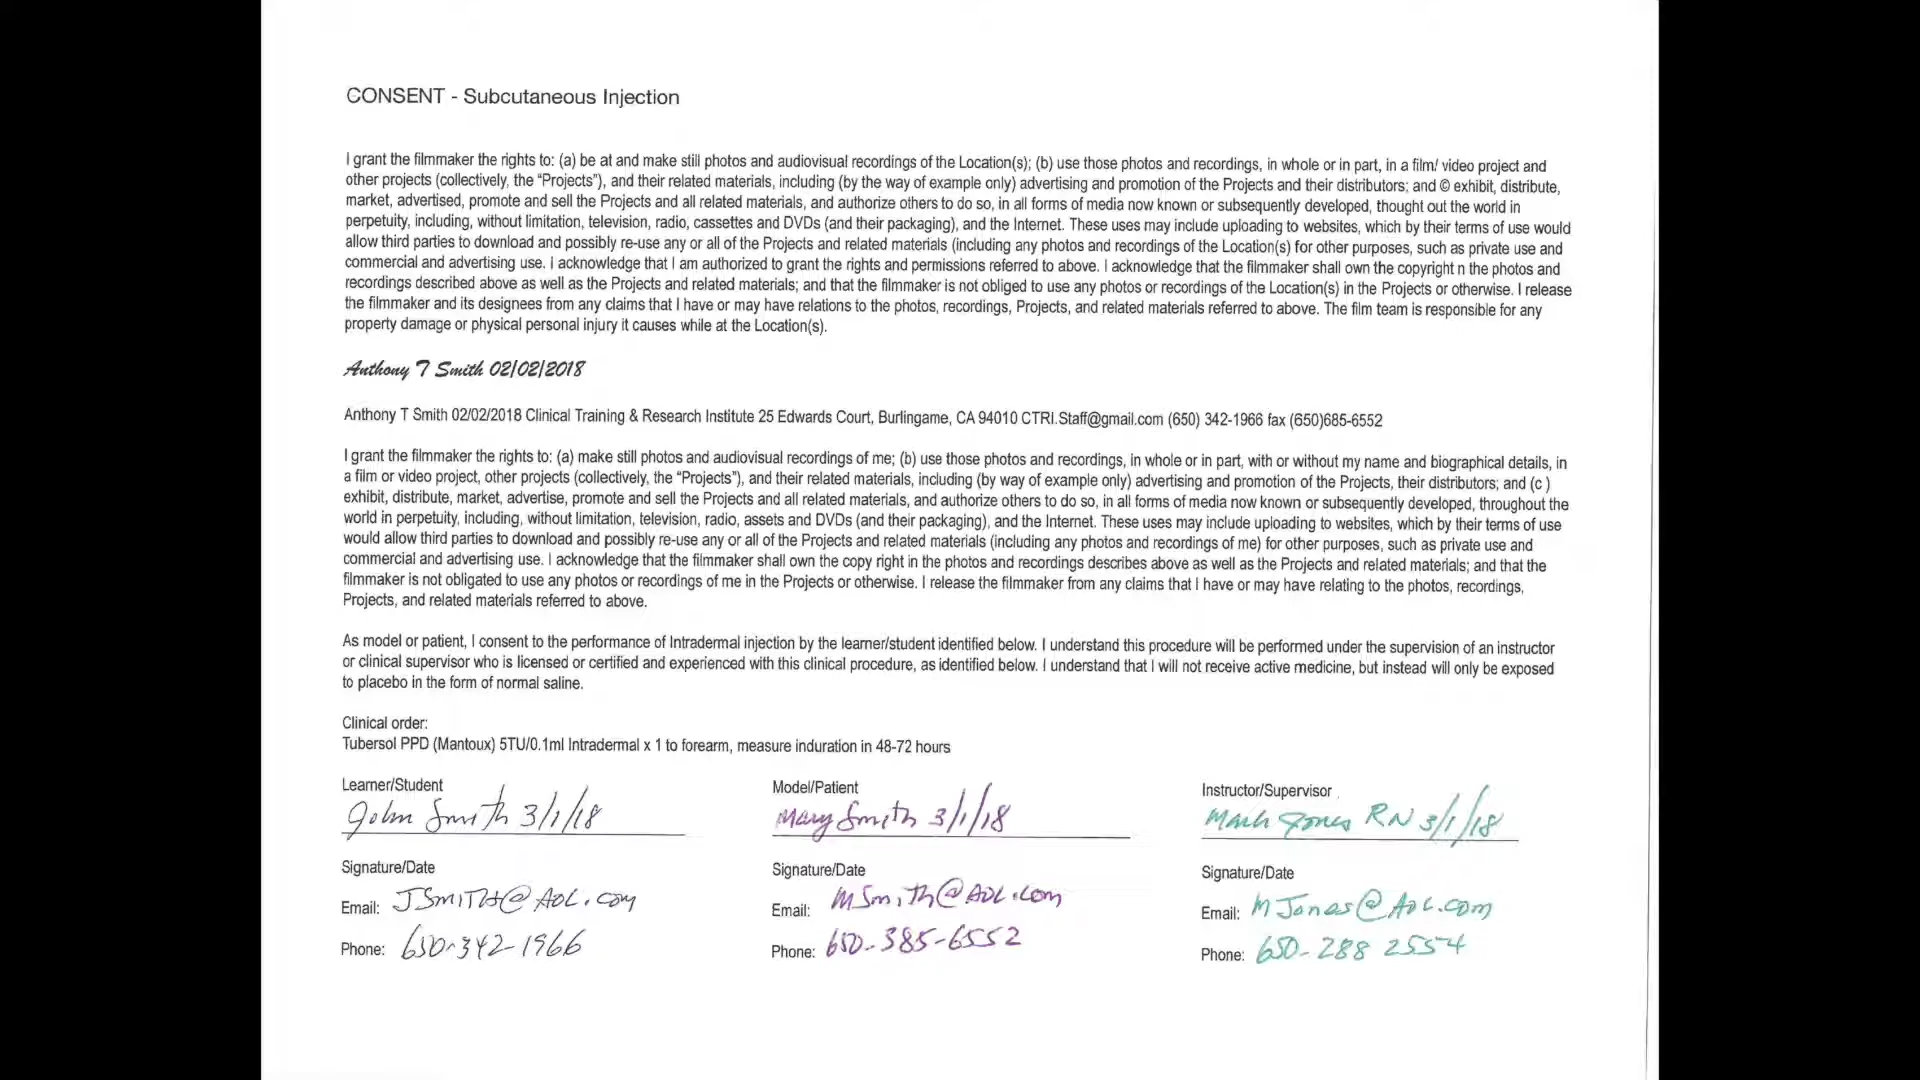 CONSENT - Subcutaneous Injection
I grant the filmmaker the rights to: (a) be at and make still photos and audiovisual recordings of the Location(s); (b) use those photos and recordings, in whole or in part, in a film/ video project and
other projects (collectively, the “Projects”), and their related materials, including (by the way of example only) advertising and promotion of the Projects and their distributors; and © exhibit, distribute,
market, advertised, promote and sell the Projects and all related materials, and authorize others to do so, in all forms of media now known or subsequently developed, thought out the world in
perpetuity, including, without limitation, television, radio, cassettes and DVDs (and their packaging), and the Internet. These uses may include uploading to websites, which by their terms of use would
allow third parties to download and possibly re-use any or all of the Projects and related materials (including any photos and recordings of the Location(s) for other purposes, such as private use and
commercial and advertising use. I acknowledge that I am authorized to grant the rights and permissions referred to above. I acknowledge that the filmmaker shall own the copyright n the photos and
recordings described above as well as the Projects and related materials; and that the filmmaker is not obliged to use any photos or recordings of the Location(s) in the Projects or otherwise. I release
the filmmaker and its designees from any claims that I have or may have relations to the photos, recordings, Projects, and related materials referred to above. The film team is responsible for any
property damage or physical personal injury it causes while at the Location(s).
Anthony T Smith 02/02/2018
Anthony T Smith 02/02/2018 Clinical Training & Research Institute 25 Edwards Court, Burlingame, CA 94010 CTRI.Staff@gmail.com (650) 342-1966 fax (650)685-6552
I grant the filmmaker the rights to: (a) make still photos and audiovisual recordings of me; (b) use those photos and recordings, in whole or in part, with or without my name and biographical details, in
a film or video project, other projects (collectively, the “Projects”), and their related materials, including (by way of example only) advertising and promotion of the Projects, their distributors; and (c )
exhibit, distribute, market, advertise, promote and sell the Projects and all related materials, and authorize others to do so, in all forms of media now known or subsequently developed, throughout the
world in perpetuity, including, without limitation, television, radio, assets and DVDs (and their packaging), and the Internet. These uses may include uploading to websites, which by their terms of use
would allow third parties to download and possibly re-use any or all of the Projects and related materials (including any photos and recordings of me) for other purposes, such as private use and
commercial and advertising use. I acknowledge that the filmmaker shall own the copy right in the photos and recordings describes above as well as the Projects and related materials; and that the
filmmaker is not obligated to use any photos or recordings of me in the Projects or otherwise. I release the filmmaker from any claims that I have or may have relating to the photos, recordings,
Projects, and related materials referred to above.
As model or patient, I consent to the performance of Intradermal injection by the learner/student identified below. I understand this procedure will be performed under the supervision of an instructor
or clinical supervisor who is licensed or certified and experienced with this clinical procedure, as identified below. I understand that I will not receive active medicine, but instead will only be exposed
to placebo in the form of normal saline.
Clinical order:
Tubersol PPD (Mantoux) 5TU/0.1ml Intradermal x 1 to forearm, measure induration in 48-72 hours
Learner/Student
John Smith 3/1/18
Signature/Date
Email: JSmith@AOL.com
Phone: 650-342-1966
Model/Patient
Mary Smith 3/1/18
Signature/Date
Email: MSmith@AOL.com
Phone: 650-385-6552
Instructor/Supervisor
Mark Jones RN 3/1/18
Signature/Date
Email: MJones@AOL.com
Phone: 650-288 2554